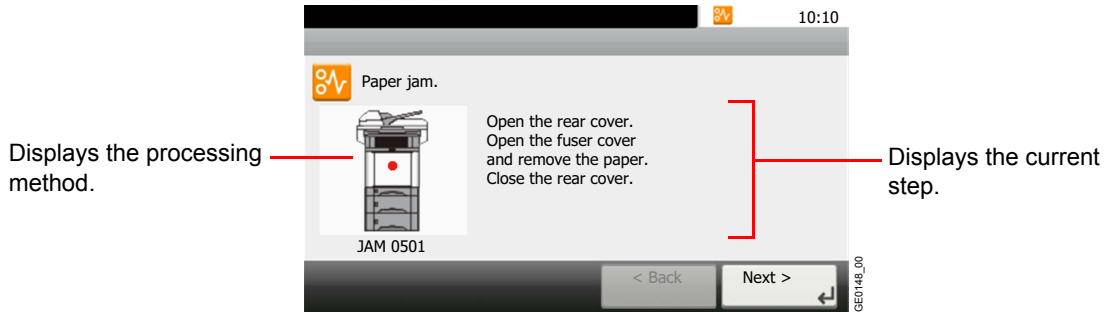 10:10
Paper jam.
Open the rear cover.
Open the fuser cover
and remove the paper.
Close the rear cover.
JAM 0501
< Back
Next >
Displays the processing
method.
Displays the current
step.
GE0148_00